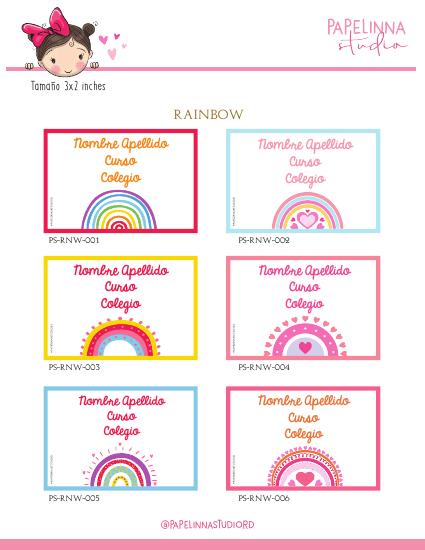 PAPELINNA
studio
Tamaño 3x2 inches
RAINBOW
Nombre Apellido
Curso
Colegio
PS-RNW-001
Nombre Apellido
Curso
Colegio
PS-RNW-002
Nombre Apellido
Curso
Colegio
PS-RNW-003
Nombre Apellido
Curso
Colegio
PS-RNW-004
Nombre Apellido
Curso
Colegio
PS-RNW-005
Nombre Apellido
Curso
Colegio
PS-RNW-006
@PAPELINNASTUDIORD